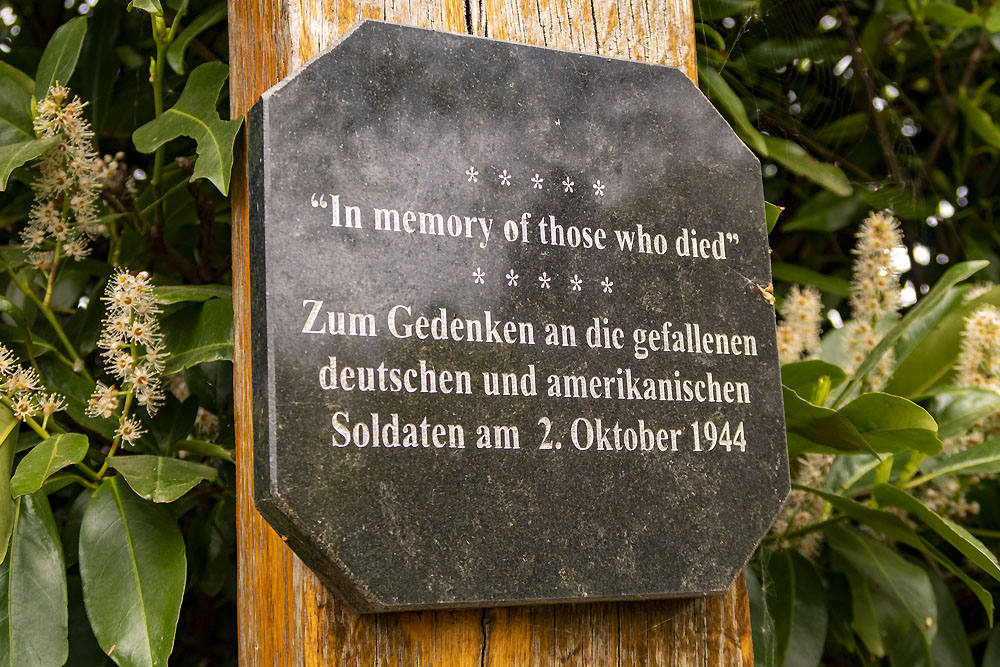 * * * * *
“In memory of those who died”
* * * * *
Zum Gedenken an die gefallenen
deutschen und amerikanischen
Soldaten am 2. Oktober 1944